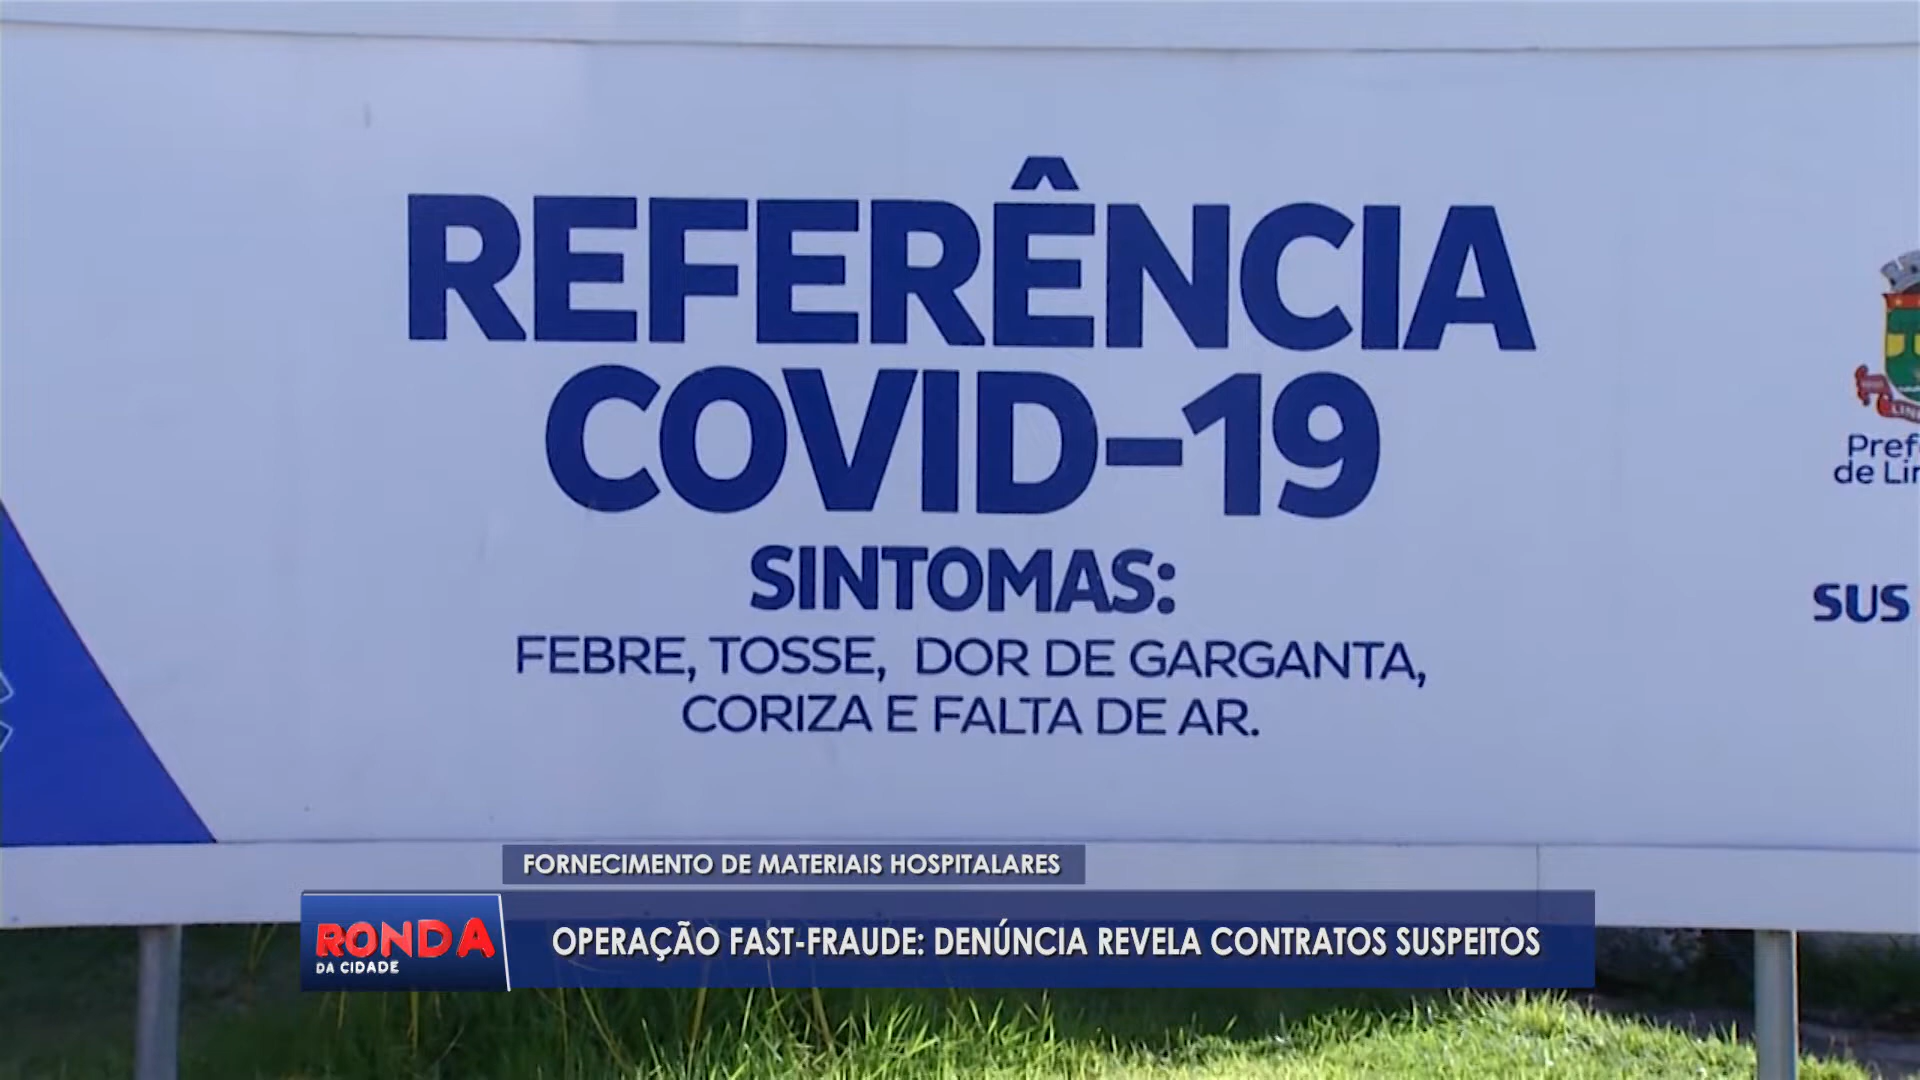 REFERÊNCIA
COVID-19
SINTOMAS:
FEBRE, TOSSE, DOR DE GARGANTA,
CORIZA E FALTA DE AR.
SUS
FORNECIMENTO DE MATERIAIS HOSPITALARES
RONDA
DA CIDADE
OPERAÇÃO FAST-FRAUDE: DENÚNCIA REVELA CONTRATOS SUSPEITOS